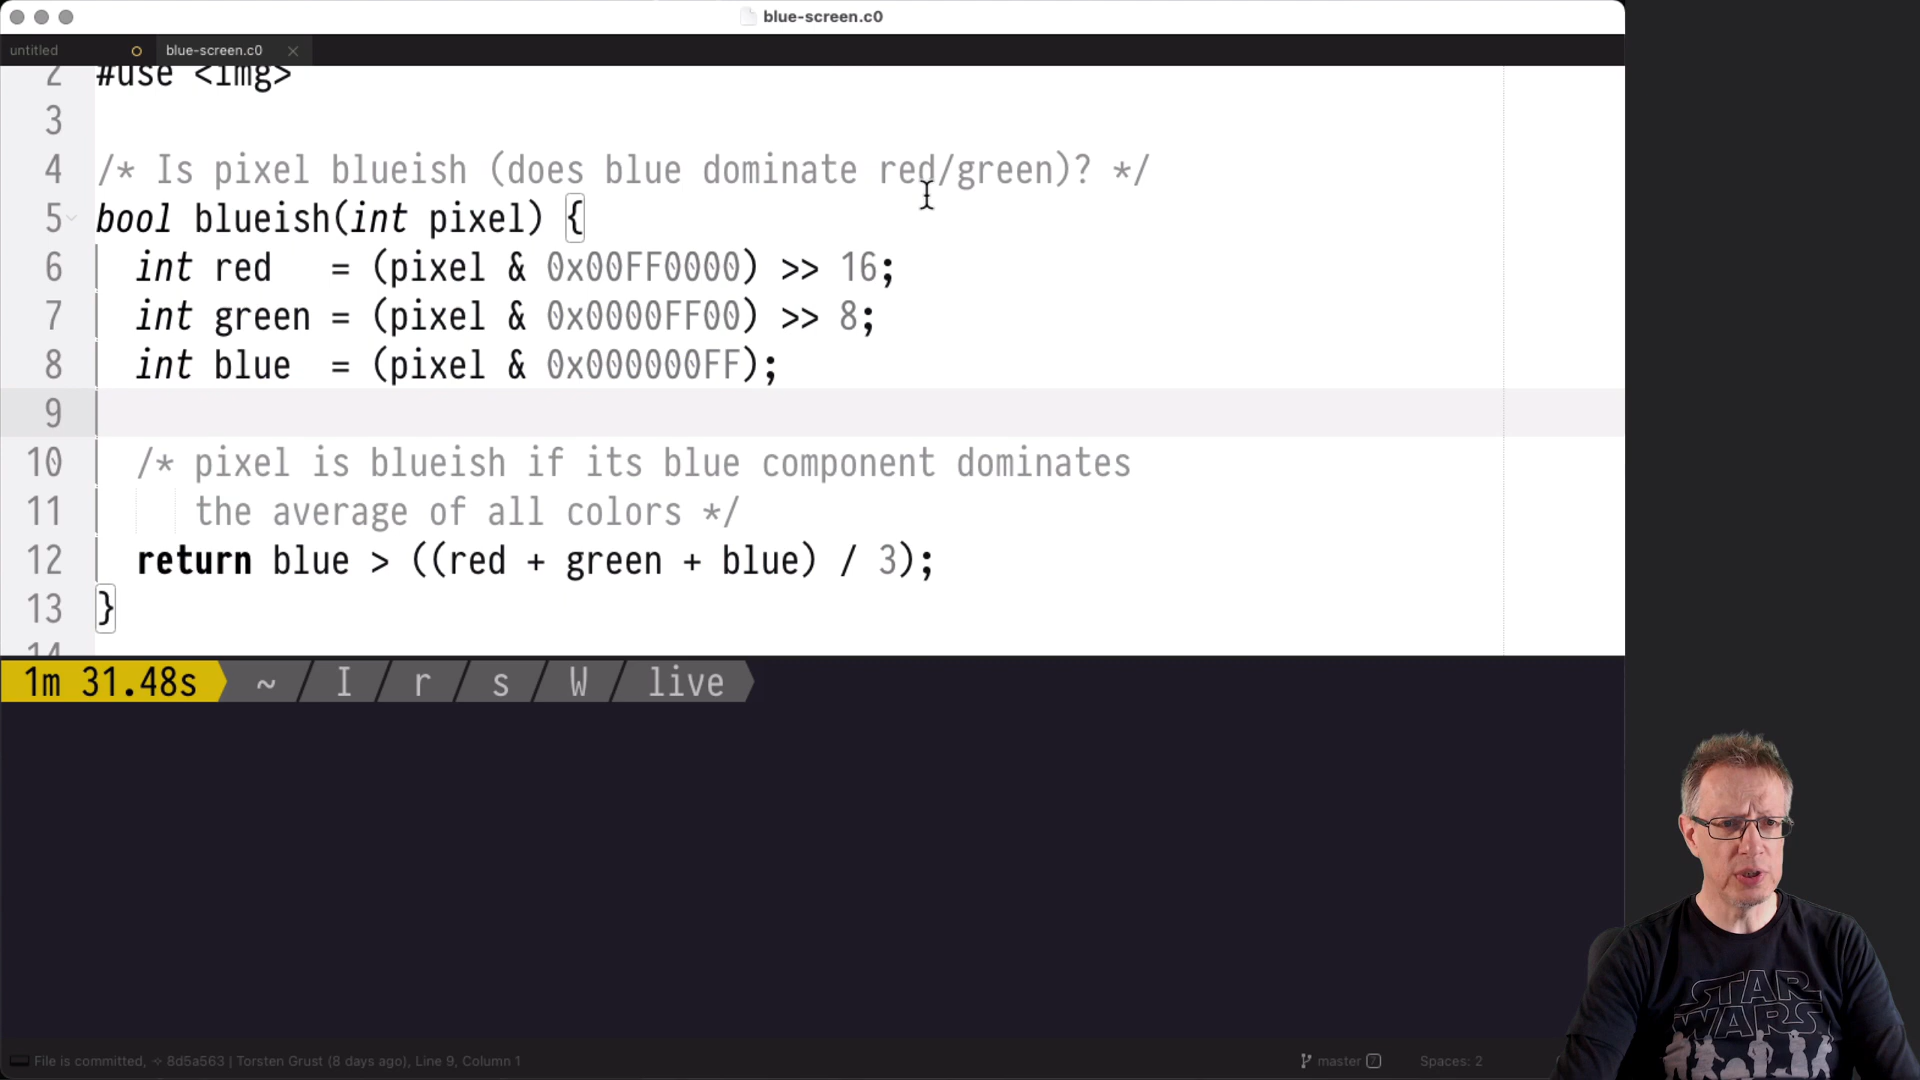 blue-screen.c0
untitled
blue-screen.c0
2 #use <img>
3
4 /* Is pixel blueish (does blue dominate red/green)? */
5 bool blueish(int pixel) {
6 int red   = (pixel & 0x00FF0000) >> 16;
7 int green = (pixel & 0x0000FF00) >> 8;
8 int blue  = (pixel & 0x000000FF);
9
10 /* pixel is blueish if its blue component dominates
11 the average of all colors */
12 return blue > ((red + green + blue) / 3);
13 }
14
1m 31.48s ~ / I / r / s / W / live
STAR
WARS
File is committed, 8d5a563 | Torsten Grust (8 days ago), Line 9, Column 1
master 7 Spaces: 2